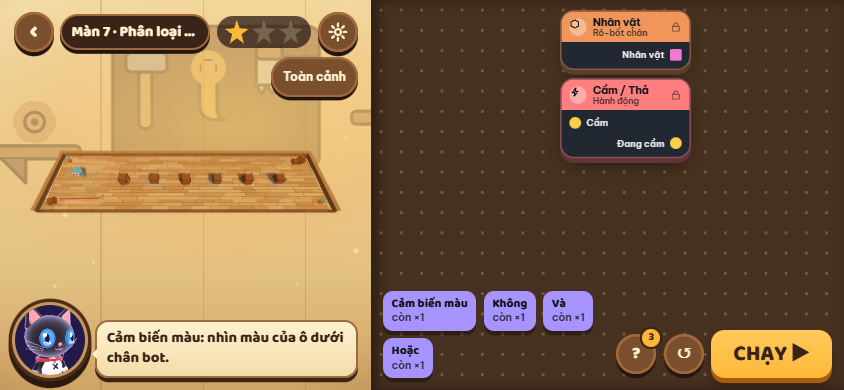 Màn 7 · Phân loại ...
Toàn cảnh
Cảm biến màu: nhìn màu của ô dưới
chân bot.
Nhân vật
Rô-bốt chân
Nhân vật
Cầm / Thả
Hành động
Cầm
Đang cầm
Cảm biến màu
còn ×1
Không
còn ×1
Và
còn ×1
Hoặc
còn ×1
?
3
CHẠY